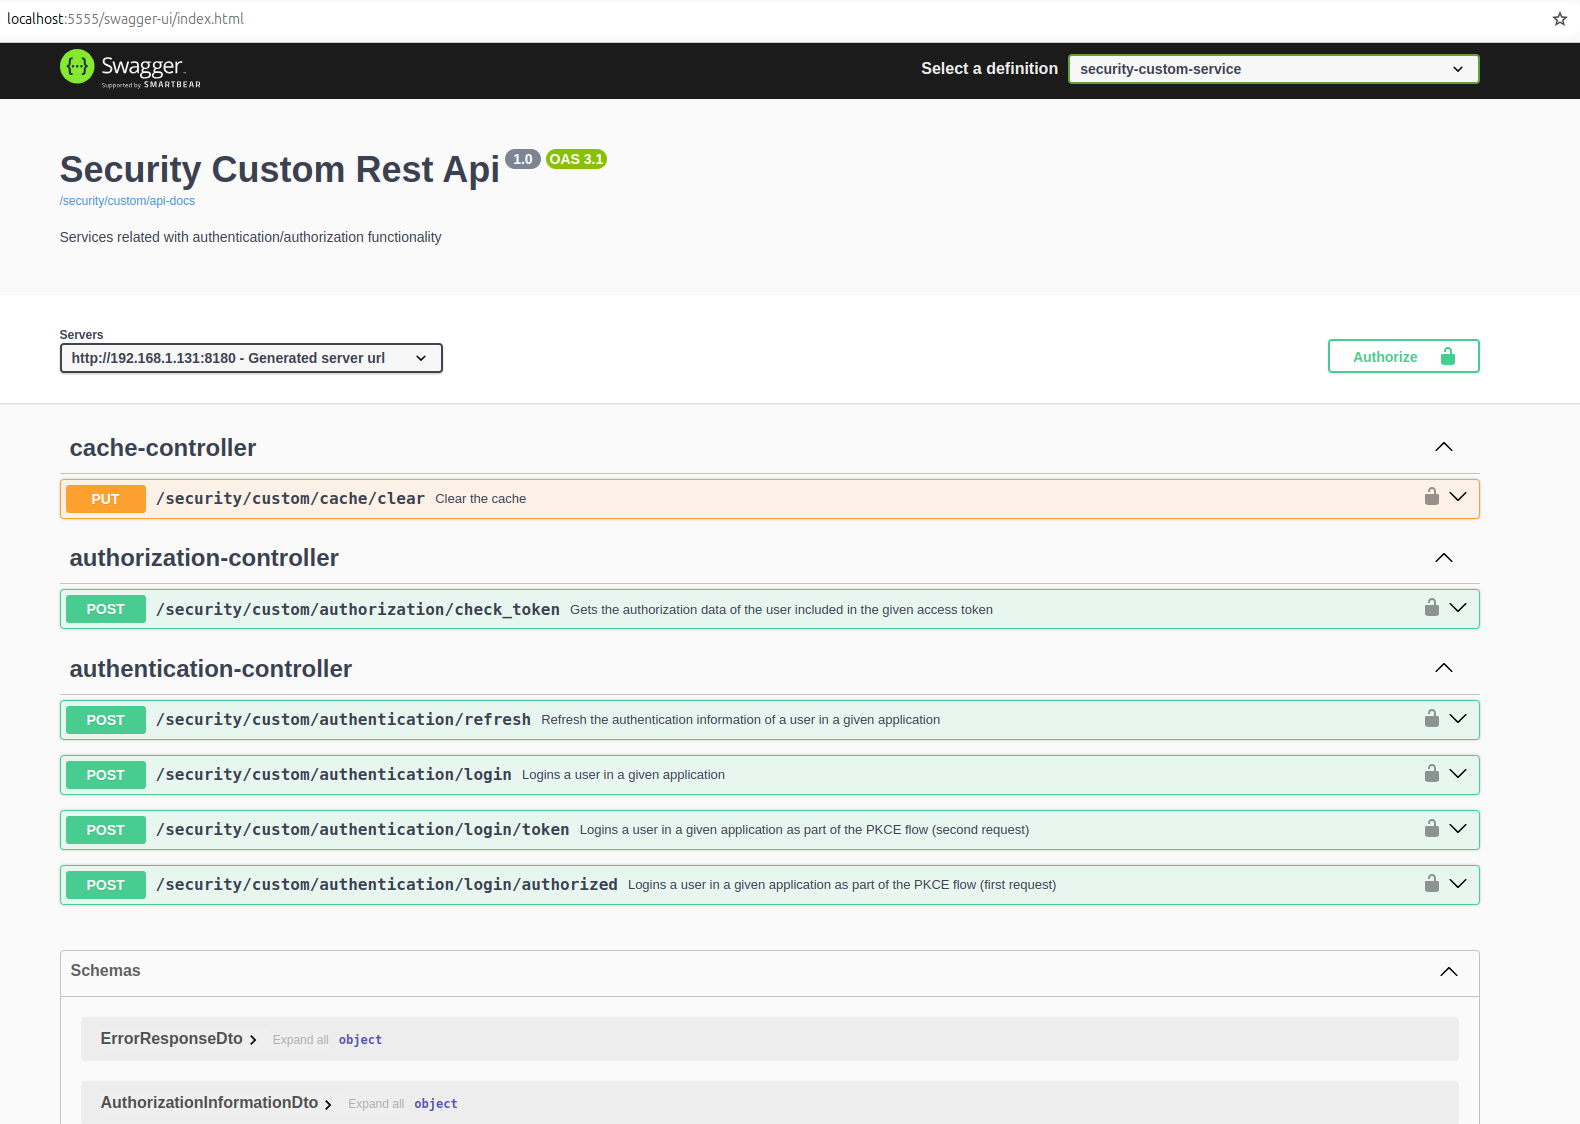 localhost:5555/swagger-ui/index.html
{···} Swagger
Supported by SMARTBEAR
Select a definition
security-custom-service
Security Custom Rest Api 1.0 OAS 3.1
/security/custom/api-docs
Services related with authentication/authorization functionality
Servers
http://192.168.1.131:8180 - Generated server url
Authorize
cache-controller
PUT /security/custom/cache/clear Clear the cache
authorization-controller
POST /security/custom/authorization/check_token Gets the authorization data of the user included in the given access token
authentication-controller
POST /security/custom/authentication/refresh Refresh the authentication information of a user in a given application
POST /security/custom/authentication/login Logins a user in a given application
POST /security/custom/authentication/login/token Logins a user in a given application as part of the PKCE flow (second request)
POST /security/custom/authentication/login/authorized Logins a user in a given application as part of the PKCE flow (first request)
Schemas
ErrorResponseDto Expand all object
AuthorizationInformationDto Expand all object